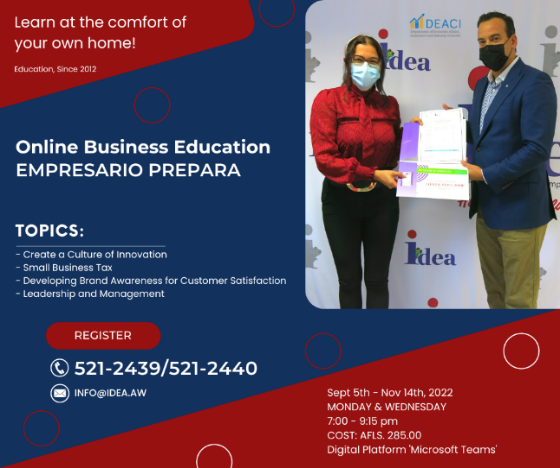 Learn at the comfort of
your own home!
Education, Since 2012
Online Business Education
EMPRESARIO PREPARA
TOPICS:
- Create a Culture of Innovation
- Small Business Tax
- Developing Brand Awareness for Customer Satisfaction
- Leadership and Management
REGISTER
521-2439/521-2440
INFO@IDEA.AW
DEACI
idea
idea
Sept 5th - Nov 14th, 2022
MONDAY & WEDNESDAY
7:00 - 9:15 pm
COST: AFLS. 285.00
Digital Platform 'Microsoft Teams'